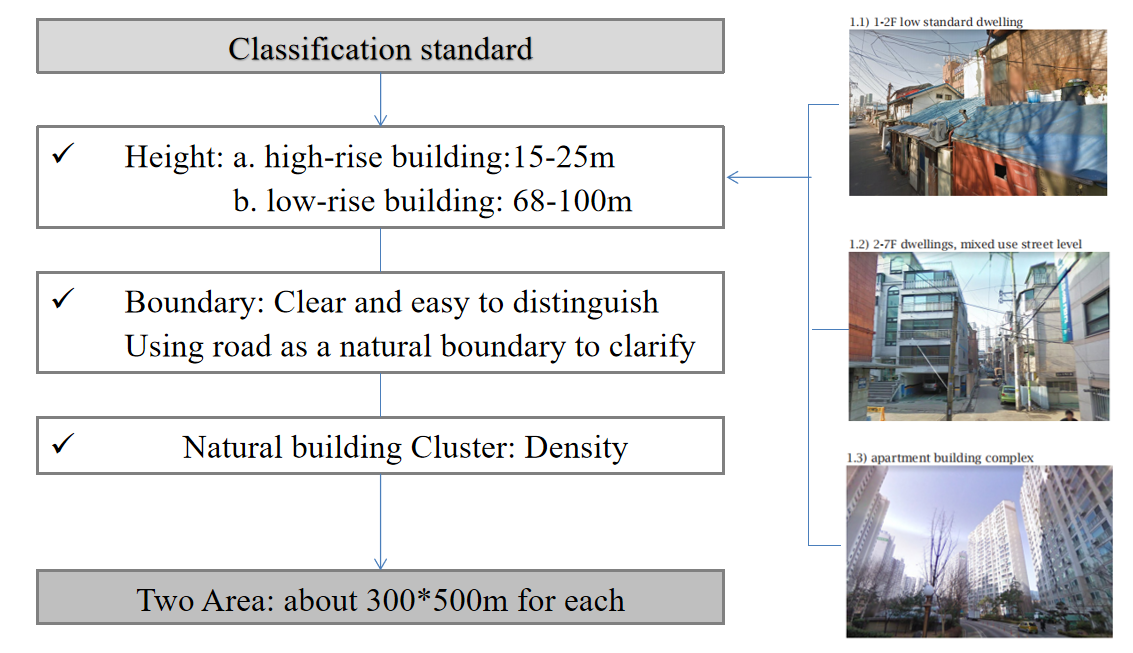 Classification standard
✓ Height: a. high-rise building:15-25m
b. low-rise building: 68-100m
✓ Boundary: Clear and easy to distinguish
Using road as a natural boundary to clarify
✓ Natural building Cluster: Density
Two Area: about 300*500m for each
1.1) 1-2F low standard dwelling
1.2) 2-7F dwellings, mixed use street level
1.3) apartment building complex